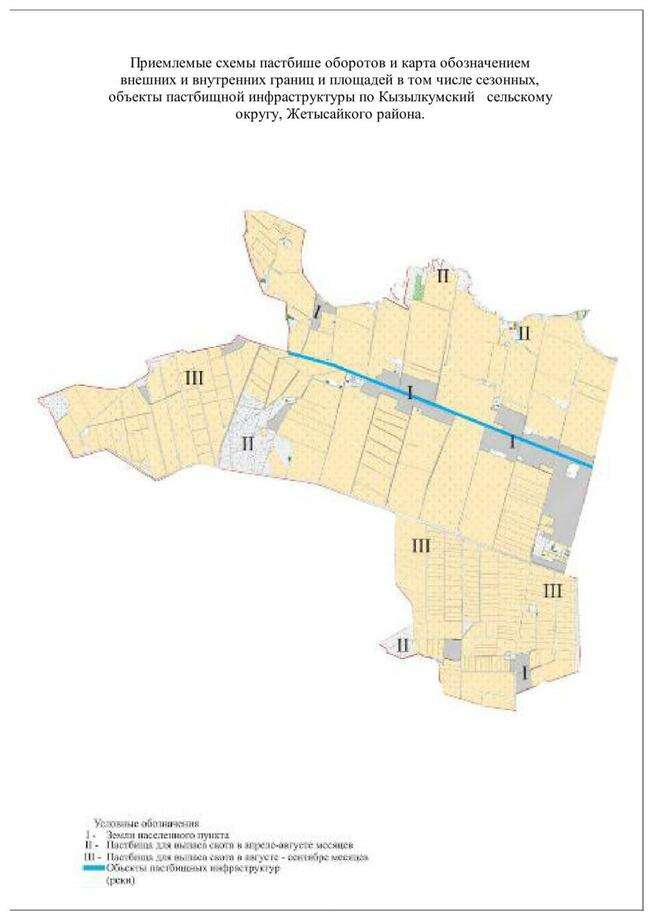 Приемлемые схемы пастбише оборотов и карта обозначением
внешних и внутренних границ и площадей в том числе сезонных,
объекты пастбищной инфраструктуры по Кызылкумский сельскому
округу, Жетысайкого района.
II
I
II
III
I
II
I
III
III
II
I
Условные обозначения
I - Земли населенного пункта
II - Пастбища для выпаса скота в апреле-августе месяцев
III - Пастбища для выпаса скота в августе - сентябре месяцев
Объекты пастбищных инфраструктур
(реки)